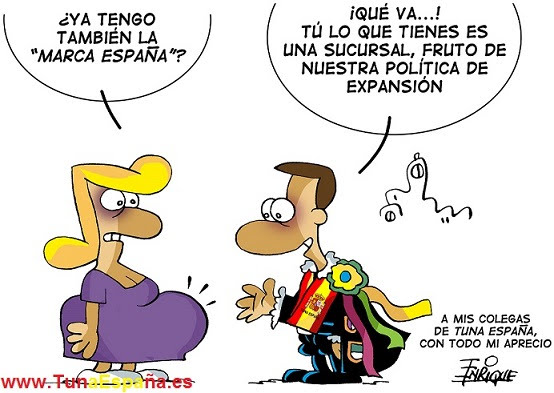 ¿YA TENGO
TAMBIÉN LA
"MARCA ESPAÑA"?
¡QUÉ VA...!
TÚ LO QUE TIENES ES
UNA SUCURSAL, FRUTO DE
NUESTRA POLÍTICA DE
EXPANSIÓN
A MIS COLEGAS
DE TUNA ESPAÑA,
CON TODO MI APRECIO
ENRIQUE
www.TunaEspaña.es